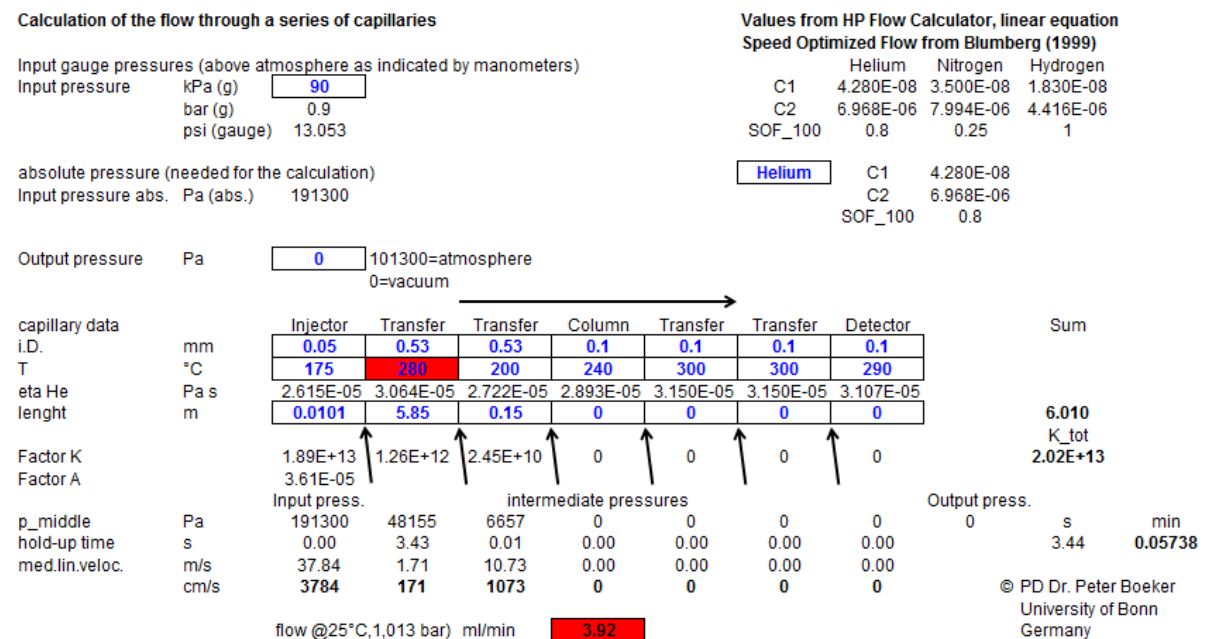 Calculation of the flow through a series of capillaries
Values from HP Flow Calculator, linear equation
Speed Optimized Flow from Blumberg (1999)
Input gauge pressures (above atmosphere as indicated by manometers)
Helium Nitrogen Hydrogen
Input pressure kPa (g) 90
C1 4.280E-08 3.500E-08 1.830E-08
bar (g) 0.9
C2 6.968E-06 7.994E-06 4.416E-06
psi (gauge) 13.053
SOF_100 0.8 0.25 1
absolute pressure (needed for the calculation)
Helium C1 4.280E-08
Input pressure abs. Pa (abs.) 191300
C2 6.968E-06
SOF_100 0.8
Output pressure Pa 0 101300=atmosphere
0=vacuum
capillary data Injector Transfer Transfer Column Transfer Transfer Detector Sum
i.D. mm 0.05 0.53 0.53 0.1 0.1 0.1 0.1
T °C 175 280 200 240 300 300 290
eta He Pa s 2.615E-05 3.064E-05 2.722E-05 2.893E-05 3.150E-05 3.150E-05 3.107E-05
lenght m 0.0101 5.85 0.15 0 0 0 0 6.010
K_tot
Factor K 1.89E+13 1.26E+12 2.45E+10 0 0 0 0 2.02E+13
Factor A 3.61E-05
Input press. intermediate pressures Output press.
p_middle Pa 191300 48155 6657 0 0 0 0 0 s min
hold-up time s 0.00 3.43 0.01 0.00 0.00 0.00 0.00 3.44 0.05738
med.lin.veloc. m/s 37.84 1.71 10.73 0.00 0.00 0.00 0.00
cm/s 3784 171 1073 0 0 0 0
© PD Dr. Peter Boeker
University of Bonn
flow @25°C,1,013 bar) ml/min 3.92
Germany